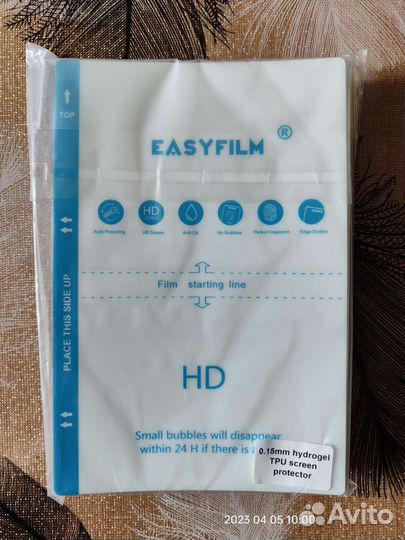 TOP
EASYFILM ®
HD
Auto Repairing HD Screen Anti-Oil No Bubbles Perfect Fingerprint Edge Screen
PLACE THIS SIDE UP
Film starting line
HD
Small bubbles will disappear
within 24 H if there is
0.15mm hydrogel
TPU screen
protector
2023 04 05 10:00
Avito